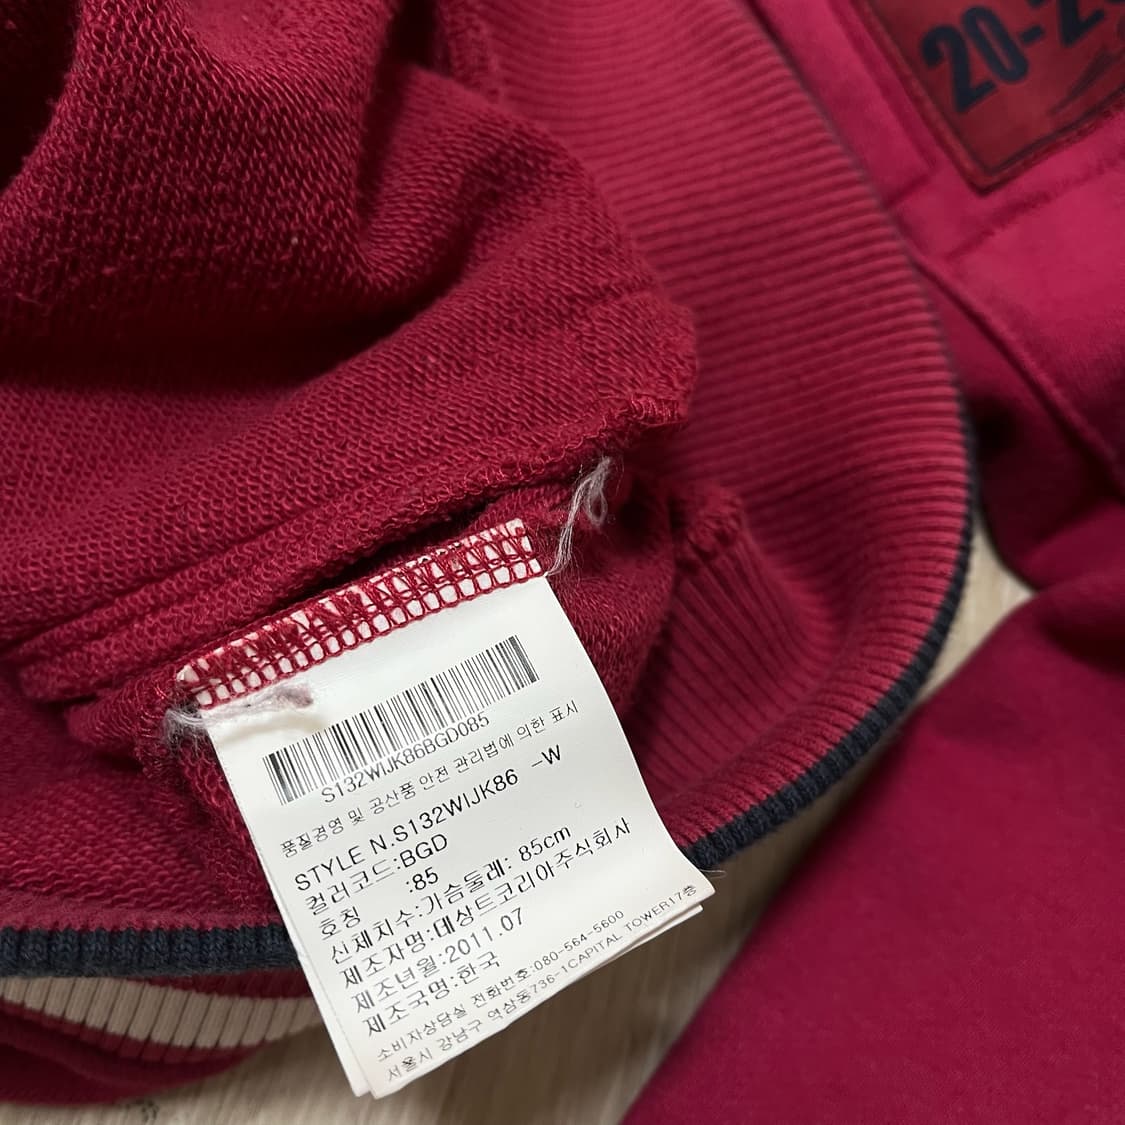 20-2
S132WIJK86BGD085
품질경영 및 공산품 안전 관리법에 의한 표시
STYLE N.S132WIJK86 -W
컬러코드:BGD
호칭 :85
신체치수:가슴둘레: 85cm
제조자명:데상트코리아주식회사
제조년월:2011.07
제조국명:한국
소비자상담실 전화번호:080-564-5600
서울시 강남구 역삼동736-1CAPITAL TOWER17층